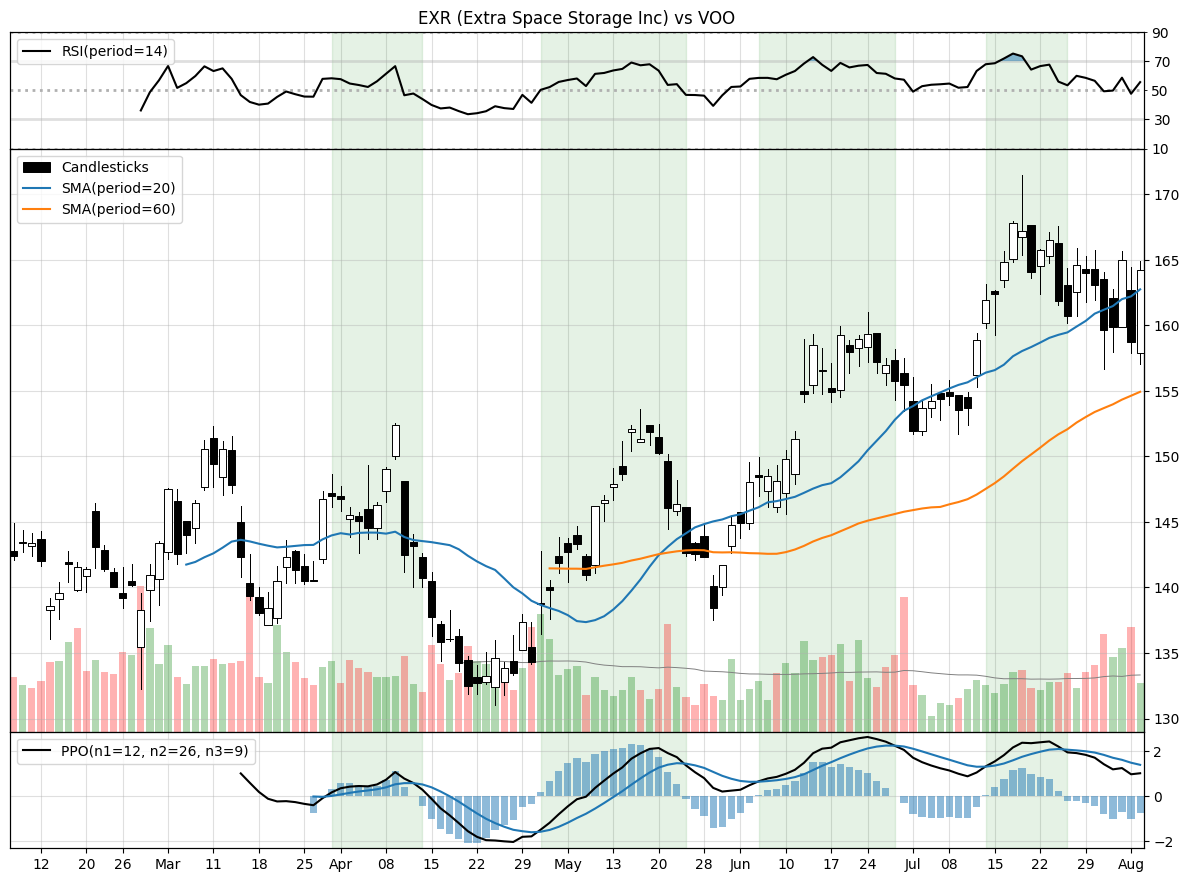 EXR (Extra Space Storage Inc) vs VOO
RSI(period=14)
90
70
50
30
10
Candlesticks
SMA(period=20)
SMA(period=60)
170
165
160
155
150
145
140
135
130
PPO(n1=12, n2=26, n3=9)
2
0
−2
12 20 26 Mar 11 18 25 Apr 08 15 22 29 May 13 20 28 Jun 10 17 24 Jul 08 15 22 29 Aug